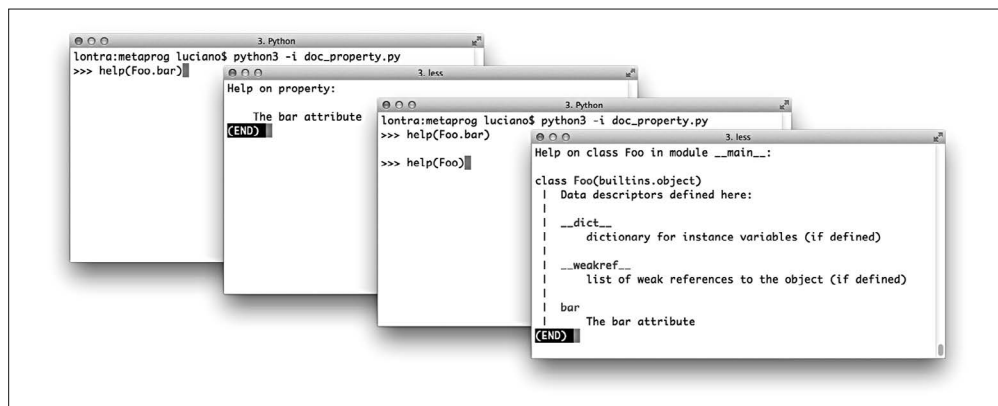 3. Python
lontra:metaprog luciano$ python3 -i doc_property.py
>>> help(Foo.bar)
3. less
Help on property:
The bar attribute
(END)
3. Python
lontra:metaprog luciano$ python3 -i doc_property.py
>>> help(Foo.bar)
>>> help(Foo)
3. less
Help on class Foo in module __main__:
class Foo(builtins.object)
 |  Data descriptors defined here:
 |
 |  __dict__
 |      dictionary for instance variables (if defined)
 |
 |  __weakref__
 |      list of weak references to the object (if defined)
 |
 |  bar
 |      The bar attribute
(END)